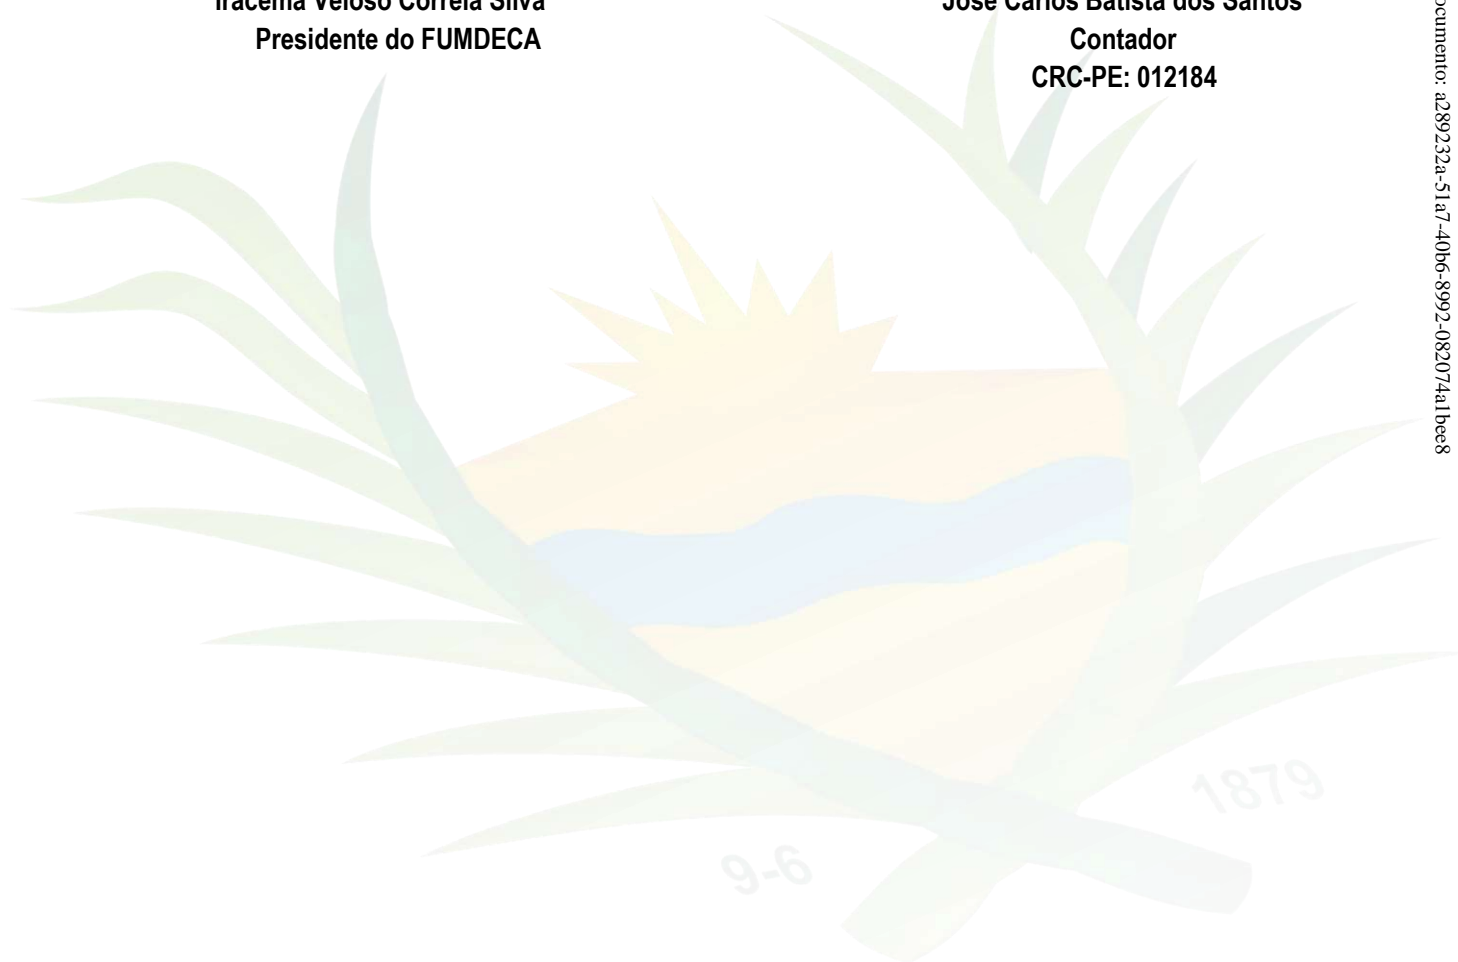 Iracema Veloso Correia Silva
Presidente do FUMDECA
José Carlos Batista dos Santos
Contador
CRC-PE: 012184
ocumento: a289232a-51a7-40b6-8992-082074a1bee8
1879
9-6